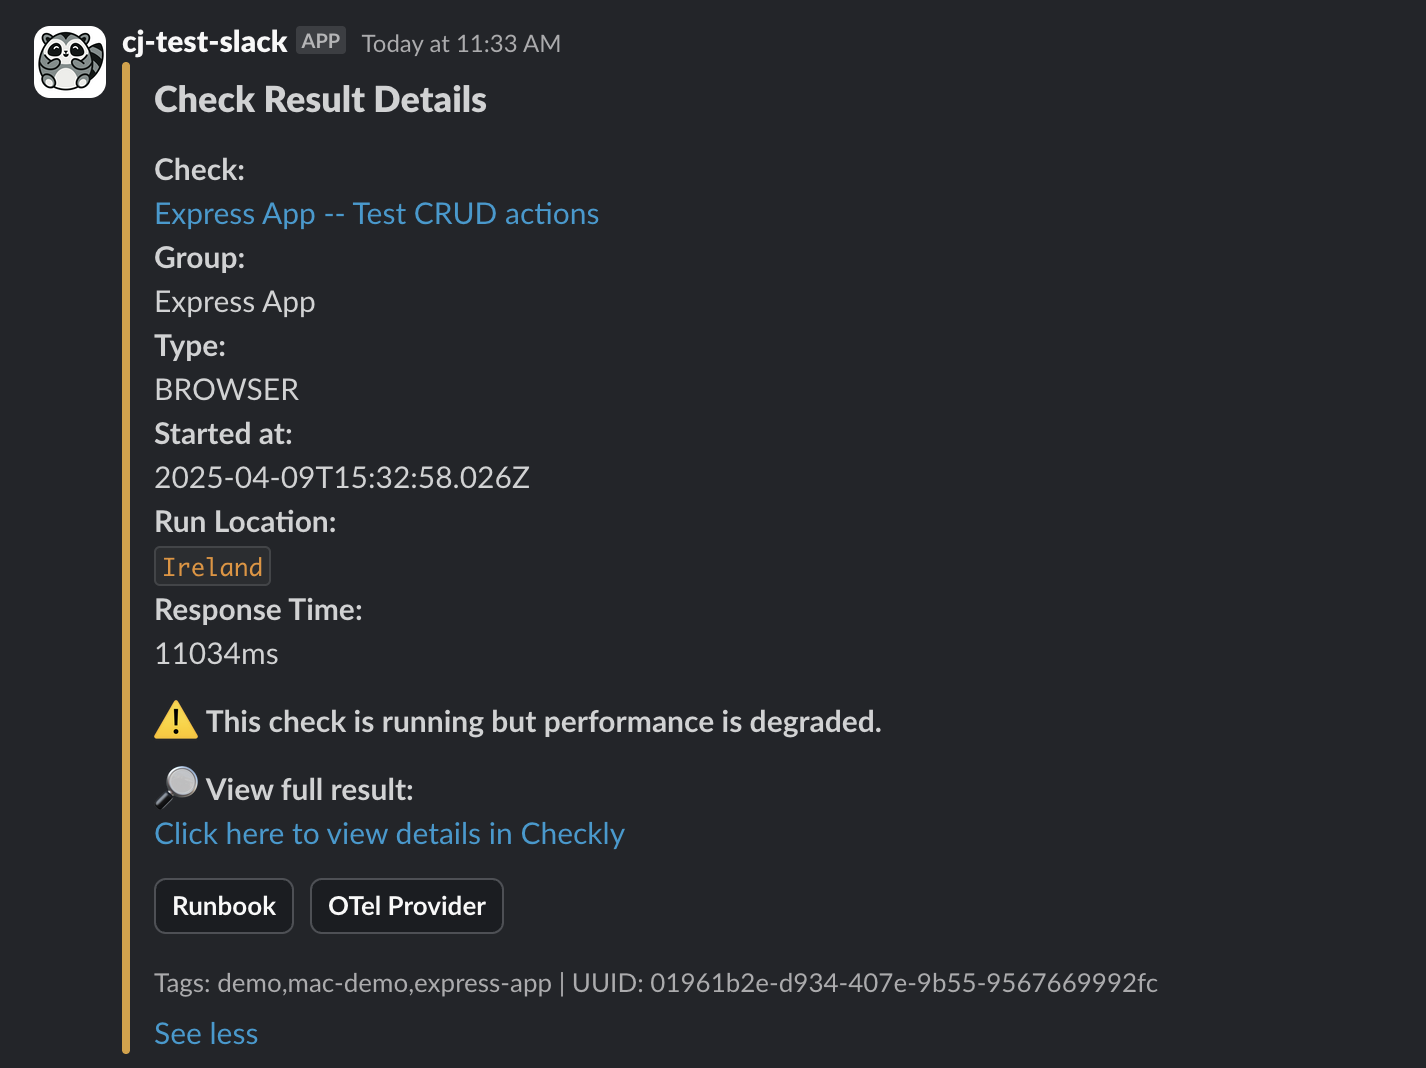 cj-test-slack APP Today at 11:33 AM
Check Result Details
Check:
Express App -- Test CRUD actions
Group:
Express App
Type:
BROWSER
Started at:
2025-04-09T15:32:58.026Z
Run Location:
Ireland
Response Time:
11034ms
⚠️ This check is running but performance is degraded.
🔎 View full result:
Click here to view details in Checkly
Runbook OTel Provider
Tags: demo,mac-demo,express-app | UUID: 01961b2e-d934-407e-9b55-9567669992fc
See less